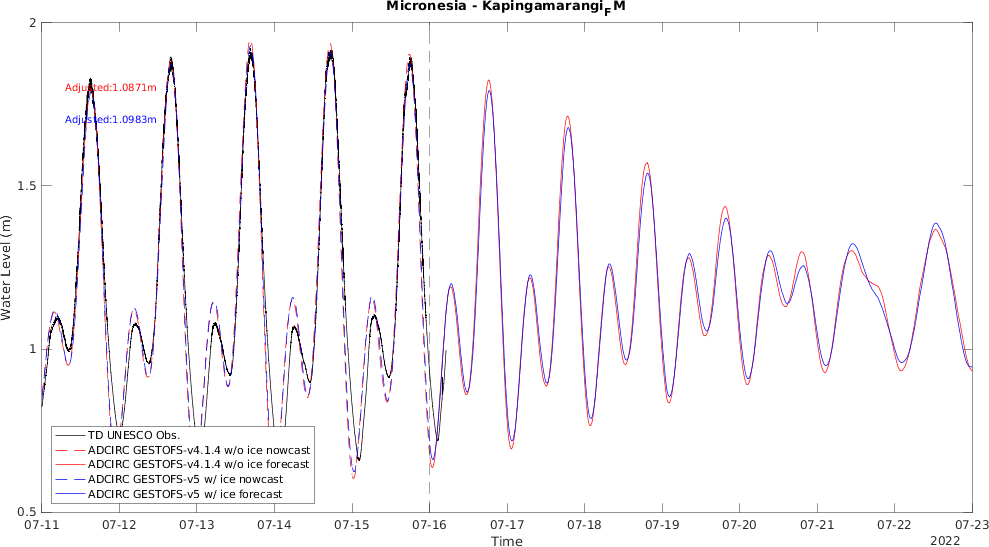 Micronesia - Kapingamarangi_FM
2
Adjusted:1.0871m
Adjusted:1.0983m
1.5
Water Level (m)
1
TD UNESCO Obs.
ADCIRC GESTOFS-v4.1.4 w/o ice nowcast
ADCIRC GESTOFS-v4.1.4 w/o ice forecast
ADCIRC GESTOFS-v5 w/ ice nowcast
ADCIRC GESTOFS-v5 w/ ice forecast
0.5
07-11 07-12 07-13 07-14 07-15 07-16 07-17 07-18 07-19 07-20 07-21 07-22 07-23
Time
2022